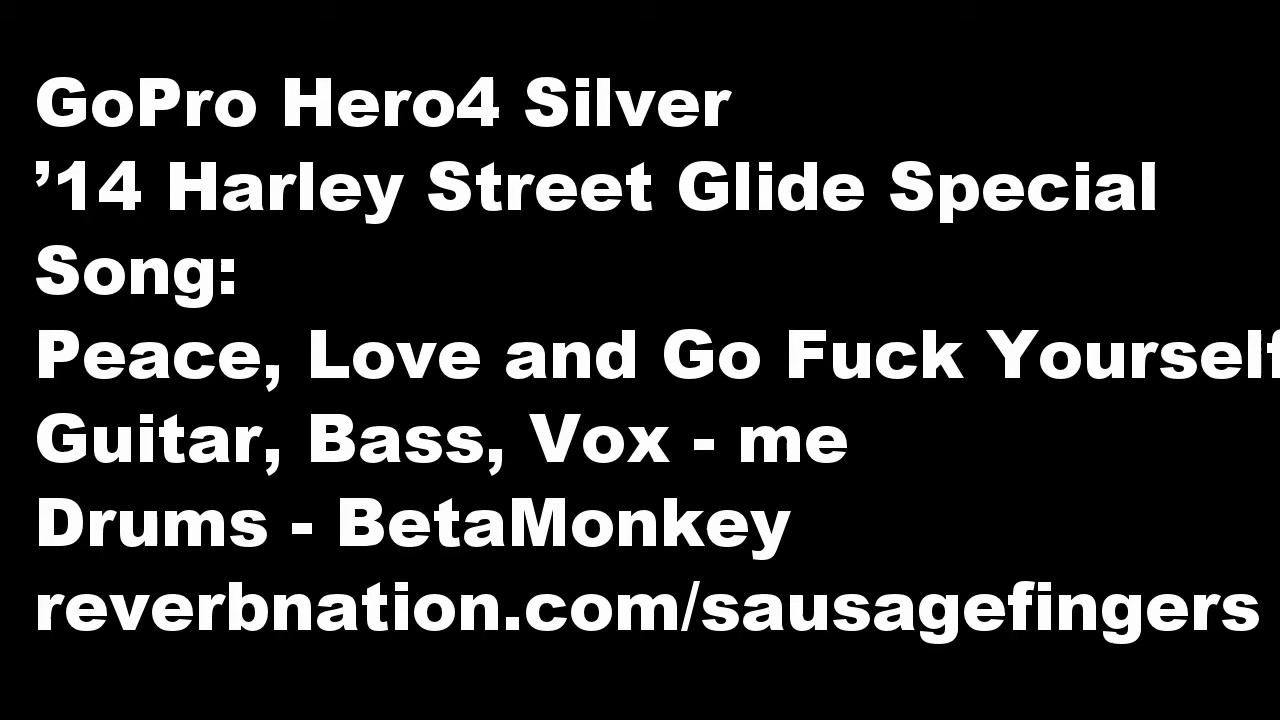 GoPro Hero4 Silver
’14 Harley Street Glide Special
Song:
Peace, Love and Go Fuck Yourself
Guitar, Bass, Vox - me
Drums - BetaMonkey
reverbnation.com/sausagefingers